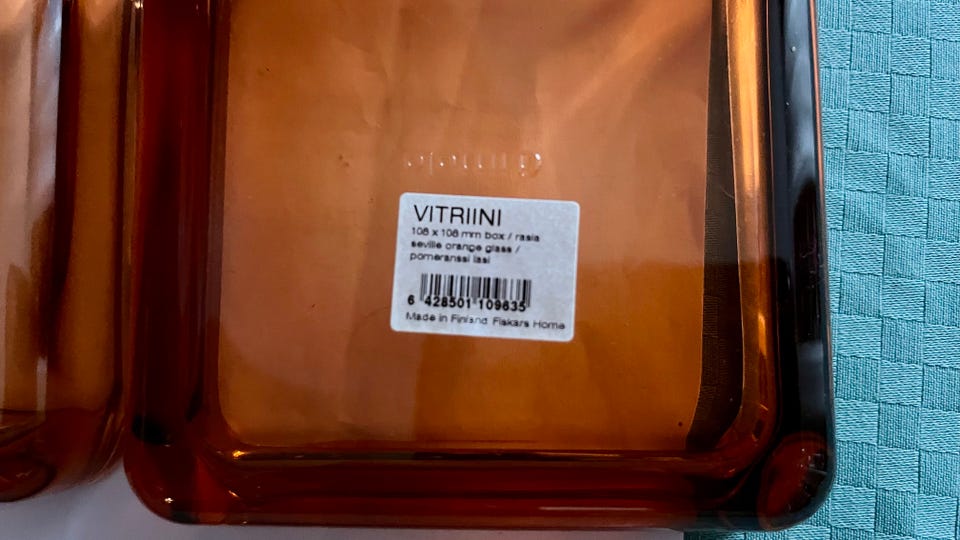 VITRIINI
108 x 108 mm box / rasia
seville orange glass /
pomeranssi lasi
6 428501 109635
Made in Finland Fiskars Home